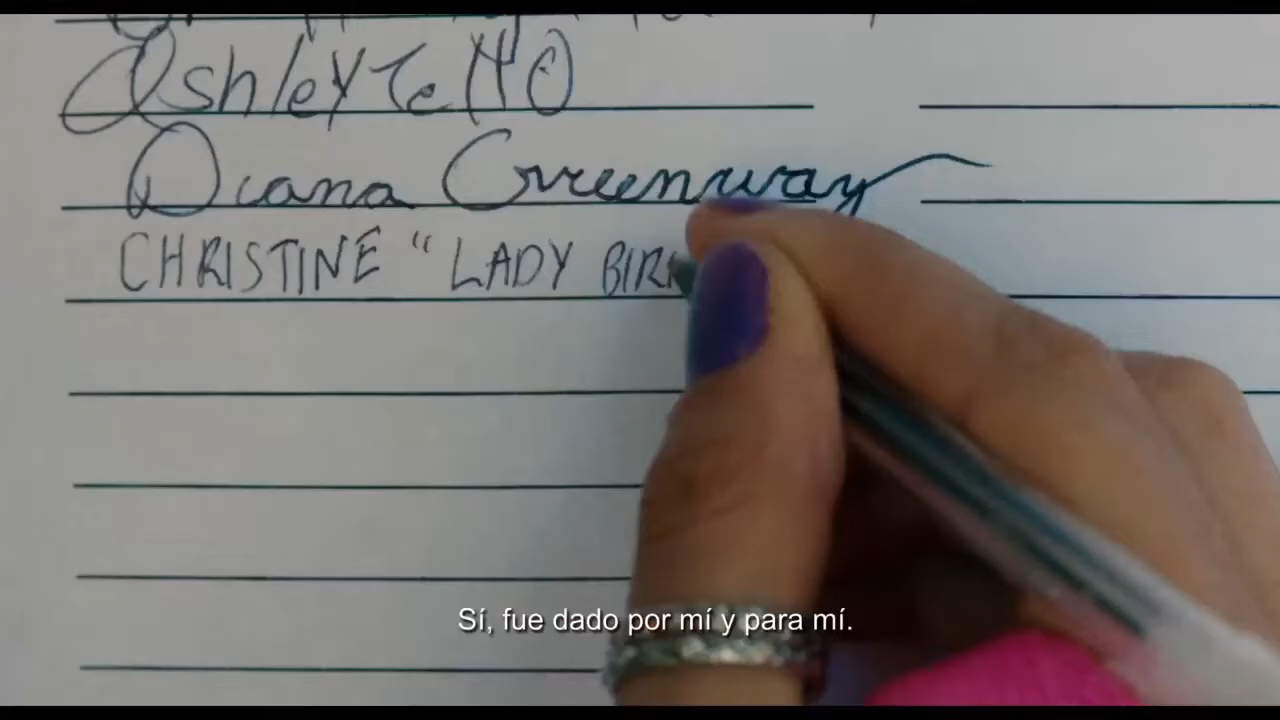 Ashley Tello
Diana Greenway
CHRISTINE "LADY BIR
Sí, fue dado por mí y para mí.